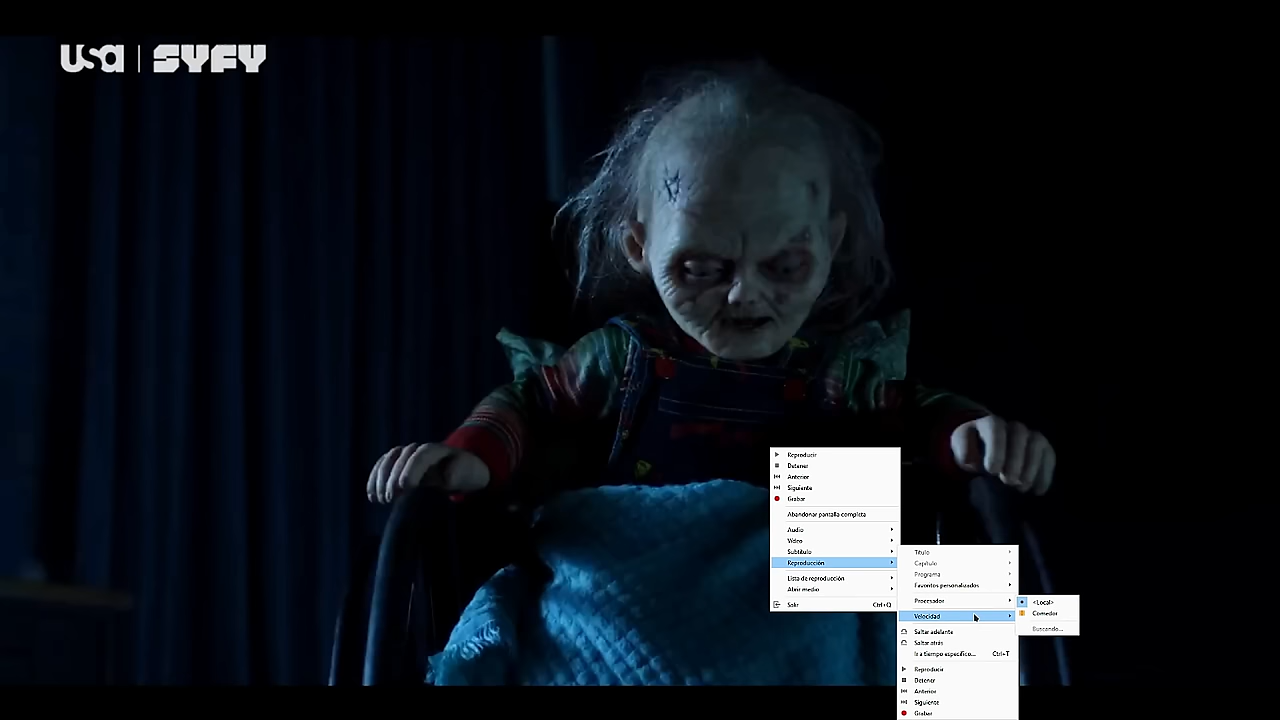 usa | SYFY
Reproducir
Detener
Anterior
Siguiente
Grabar
Abandonar pantalla completa
Audio
Vídeo
Subtítulo
Reproducción
Lista de reproducción
Abrir medio
Salir Ctrl+Q
Título
Capítulo
Programa
Favoritos personalizados
Procesador
Velocidad
Saltar adelante
Saltar atrás
Ir a tiempo específico... Ctrl+T
Reproducir
Detener
Anterior
Siguiente
Grabar
<Local>
Comedor
Buscando...